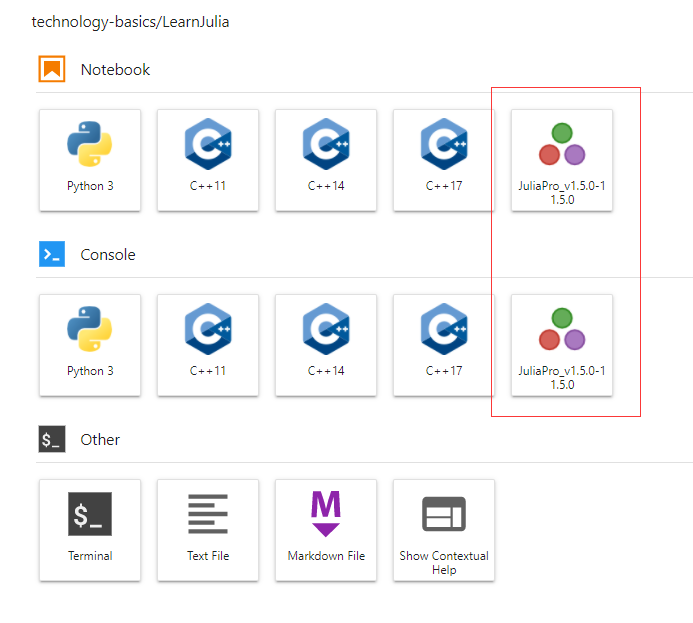 technology-basics/LearnJulia
Notebook
Python 3
C++11
C++14
C++17
JuliaPro_v1.5.0-1
1.5.0
Console
Python 3
C++11
C++14
C++17
JuliaPro_v1.5.0-1
1.5.0
$_ Other
$_
Terminal
Text File
M
Markdown File
Show Contextual
Help